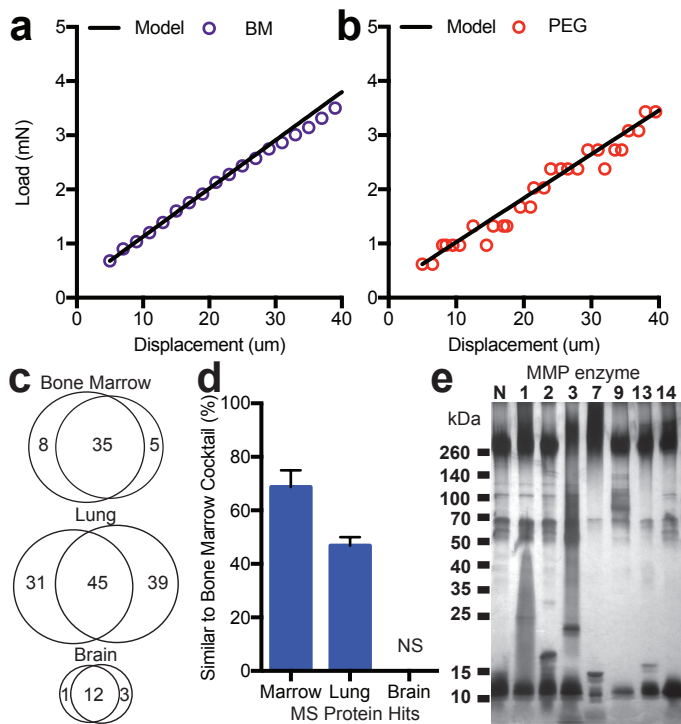 a
Model
BM
Load (mN)
5
4
3
2
1
0
0
10
20
30
40
Displacement (um)
b
Model
PEG
5
4
3
2
1
0
0
10
20
30
40
Displacement (um)
c
Bone Marrow
8 35 5
Lung
31 45 39
Brain
1 12 3
d
Similar to Bone Marrow Cocktail (%)
100
80
60
40
20
0
NS
Marrow Lung Brain
MS Protein Hits
e
MMP enzyme
kDa
N 1 2 3 7 9 13 14
260
140
100
70
50
40
35
25
15
10